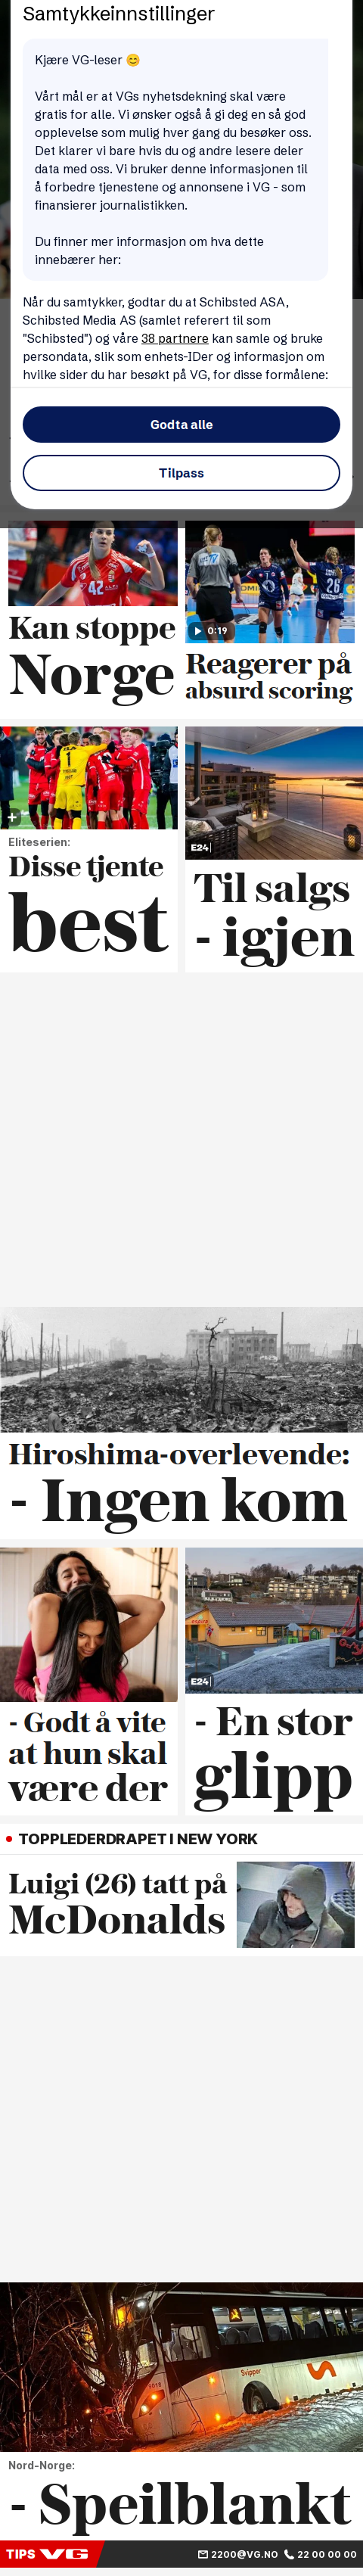 Samtykkeinnstillinger
Kjære VG-leser 😊
Vårt mål er at VGs nyhetsdekning skal være
gratis for alle. Vi ønsker også å gi deg en så god
opplevelse som mulig hver gang du besøker oss.
Det klarer vi bare hvis du og andre lesere deler
data med oss. Vi bruker denne informasjonen til
å forbedre tjenestene og annonsene i VG - som
finansierer journalistikken.
Du finner mer informasjon om hva dette
innebærer her:
Når du samtykker, godtar du at Schibsted ASA,
Schibsted Media AS (samlet referert til som
"Schibsted") og våre 38 partnere kan samle og bruke
persondata, slik som enhets-IDer og informasjon om
hvilke sider du har besøkt på VG, for disse formålene:
Godta alle
Tilpass
Kan stoppe
Norge
0:19
Reagerer på
absurd scoring
Eliteserien:
Disse tjente
best
E24
Til salgs
- igjen
Hiroshima-overlevende:
- Ingen kom
- Godt å vite
at hun skal
være der
E24
- En stor
glipp
TOPPLEDERDRAPET I NEW YORK
Luigi (26) tatt på
McDonalds
Svipper
Nord-Norge:
- Speilblankt
TIPS VG 2200@VG.NO 22 00 00 00